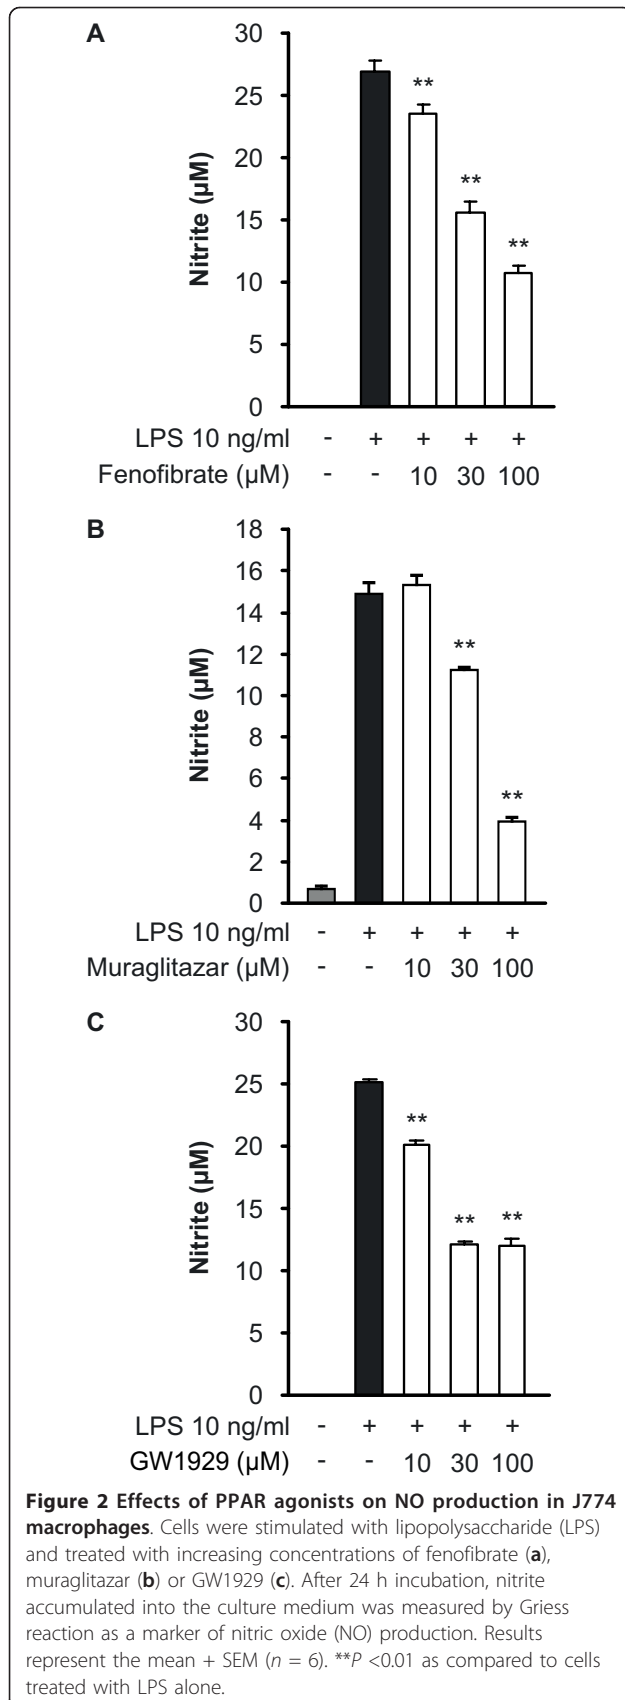 A
30
25
20
15
10
5
0
Nitrite (µM)
**
**
**
LPS 10 ng/ml - + + + +
Fenofibrate (µM) - - 10 30 100
B
18
16
14
12
10
8
6
4
2
0
Nitrite (µM)
**
**
LPS 10 ng/ml - + + + +
Muraglitazar (µM) - - 10 30 100
C
30
25
20
15
10
5
0
Nitrite (µM)
**
**
**
LPS 10 ng/ml - + + + +
GW1929 (µM) - - 10 30 100
Figure 2 Effects of PPAR agonists on NO production in J774
macrophages. Cells were stimulated with lipopolysaccharide (LPS)
and treated with increasing concentrations of fenofibrate (a),
muraglitazar (b) or GW1929 (c). After 24 h incubation, nitrite
accumulated into the culture medium was measured by Griess
reaction as a marker of nitric oxide (NO) production. Results
represent the mean + SEM (n = 6). **P <0.01 as compared to cells
treated with LPS alone.